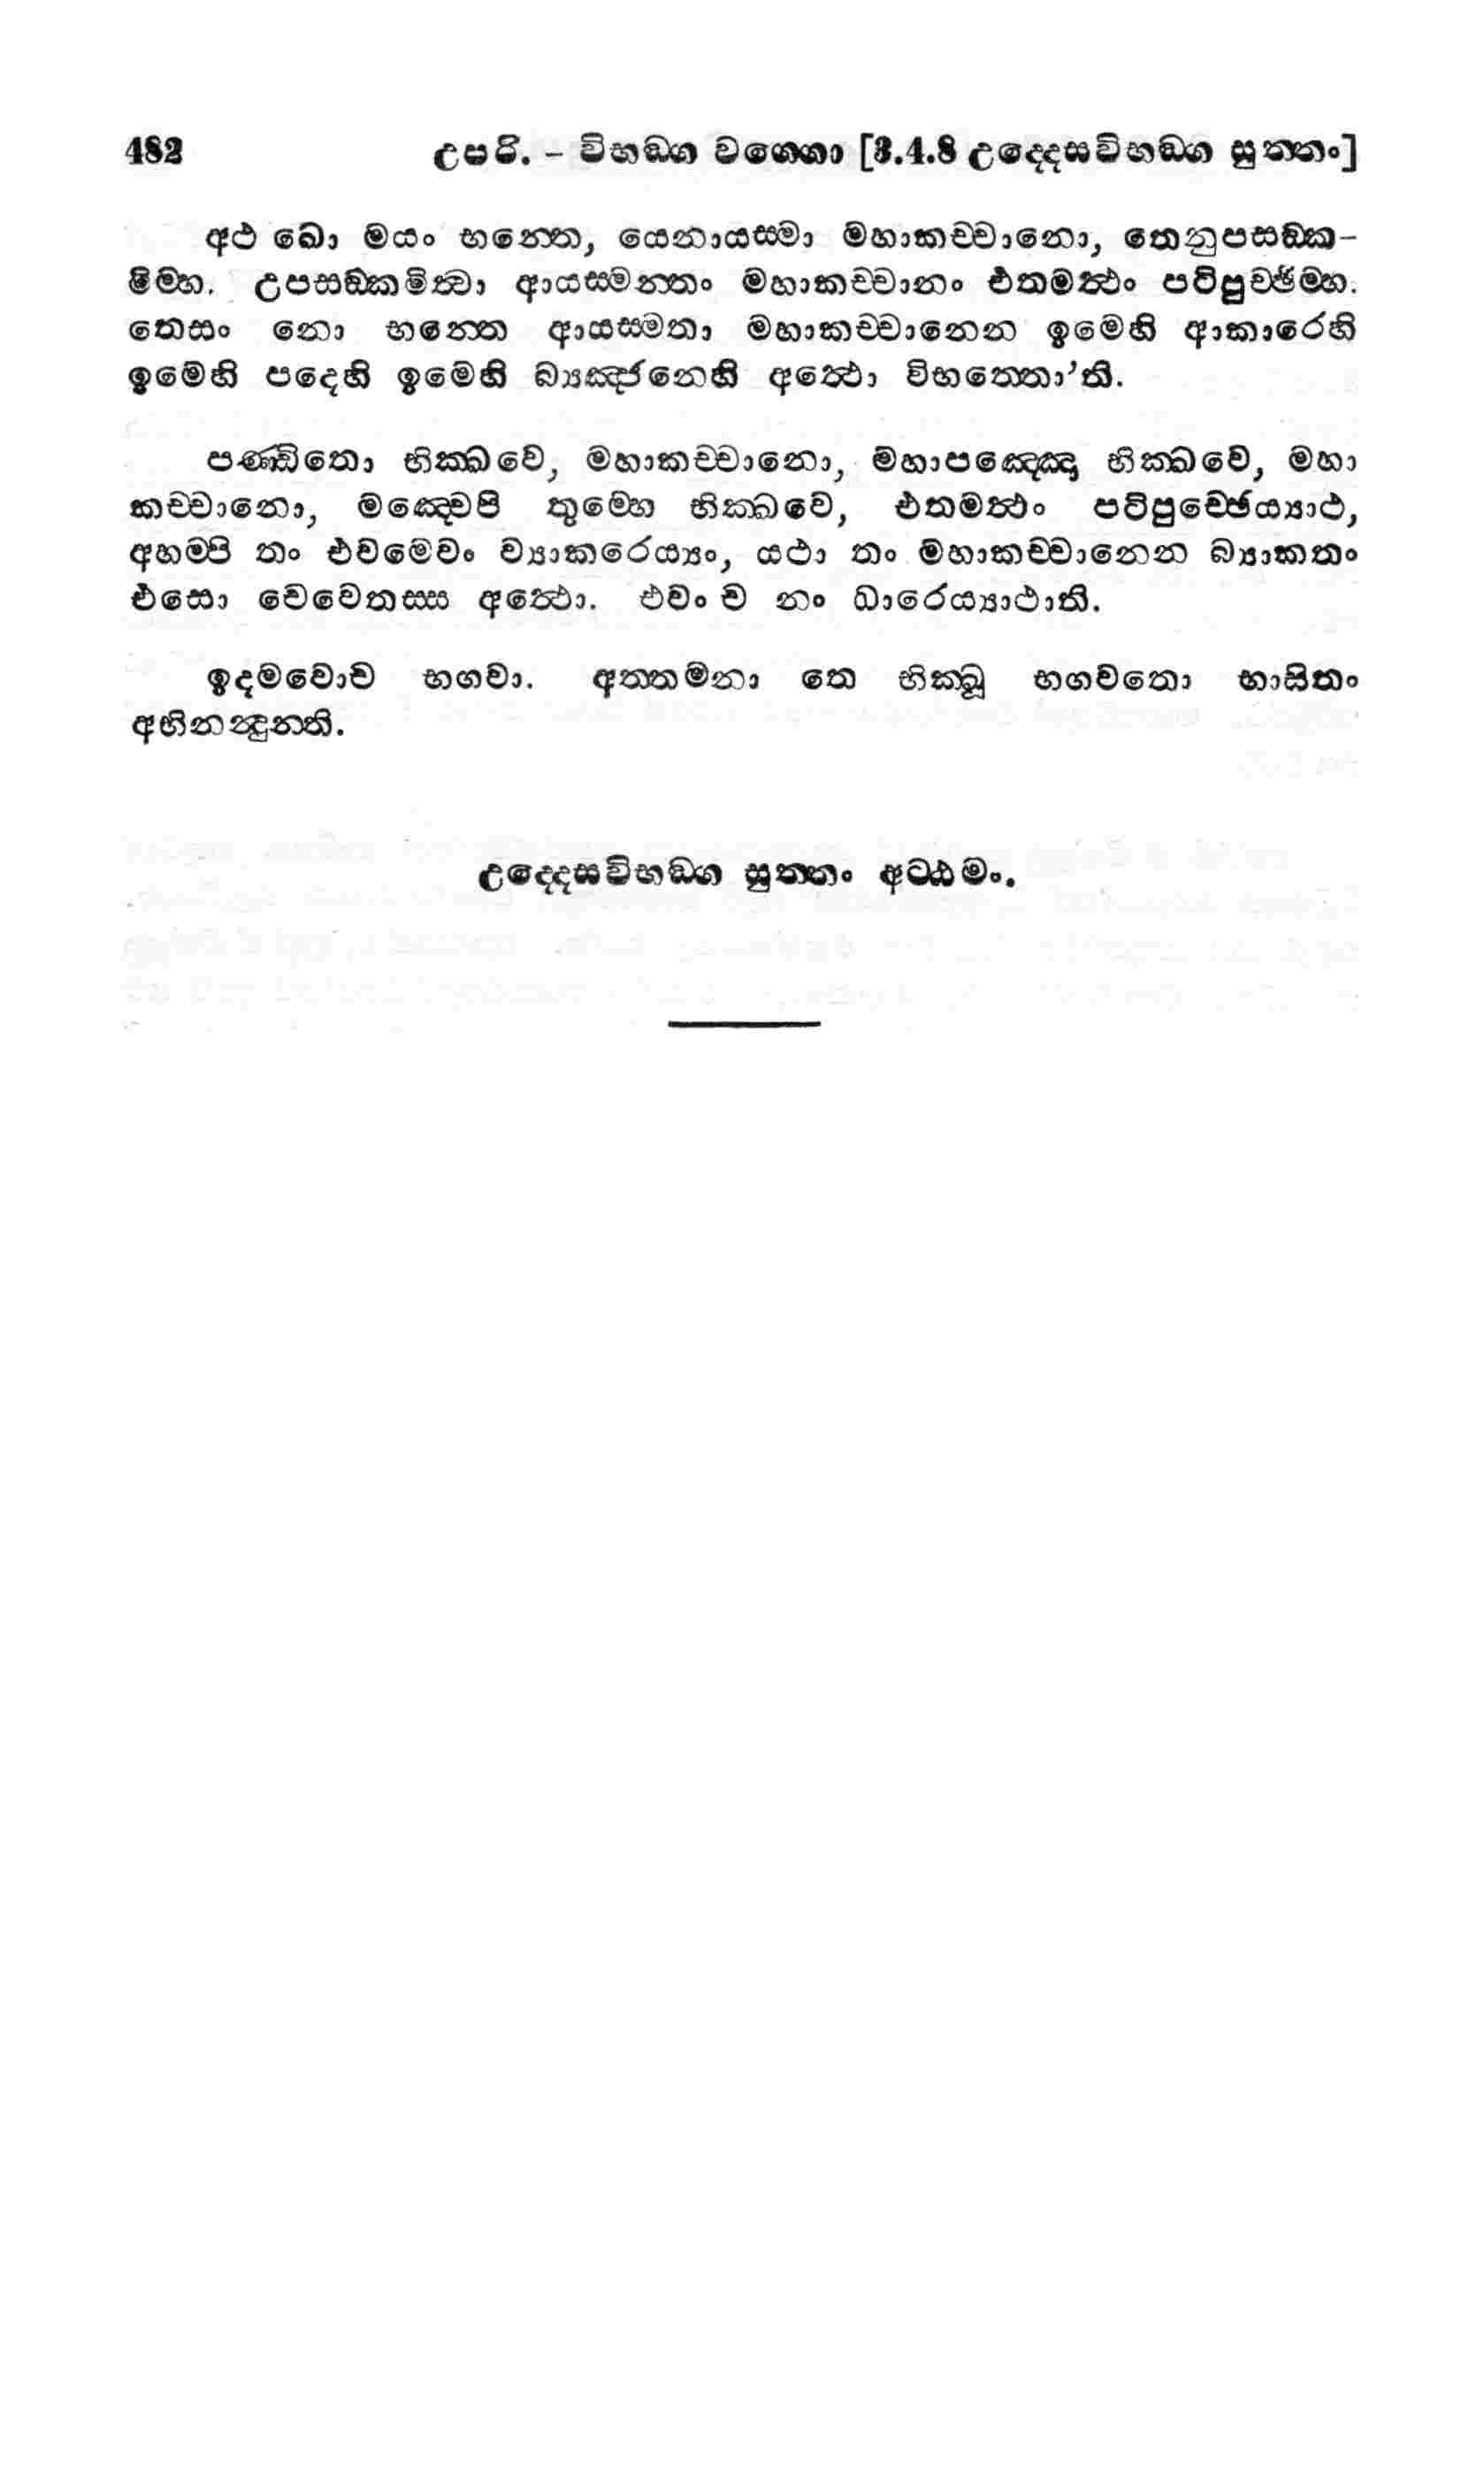 482 උපරි. - විභඞ්ග වග්ගො [3.4.8 උද්දෙසවිභඞ්ග සුත්තං]
අථ ඛො මයං භන්තෙ, යෙනායස්මා මහාකච්චානො, තෙනුපසඞ්ක-
මිම්හ. උපසඞ්කමිත්වා ආයස්මන්තං මහාකච්චානං එතමත්ථං පටිපුච්ඡිම්හ.
තෙසං නො භන්තෙ ආයස්මතා මහාකච්චානෙන ඉමෙහි ආකාරෙහි
ඉමෙහි පදෙහි ඉමෙහි බ්‍යඤ්ජනෙහි අත්ථො විභත්තො’ති.
පණ්ඩිතො භික්ඛවෙ, මහාකච්චානො, මහාපඤ්ඤො භික්ඛවෙ, මහා
කච්චානො, මඤ්චෙපි තුම්හෙ භික්ඛවෙ, එතමත්ථං පටිපුච්ඡෙය්‍යාථ,
අහම්පි තං එවමෙවං ව්‍යාකරෙය්‍යං, යථා තං මහාකච්චානෙන බ්‍යාකතං
එසො වෙවෙතස්ස අත්ථො. එවං ච නං ධාරෙය්‍යාථාති.
ඉදමවොච භගවා. අත්තමනා තෙ භික්ඛූ භගවතො භාසිතං
අභිනන්දුන්ති.
උද්දෙසවිභඞ්ග සුත්තං අට්ඨමං.